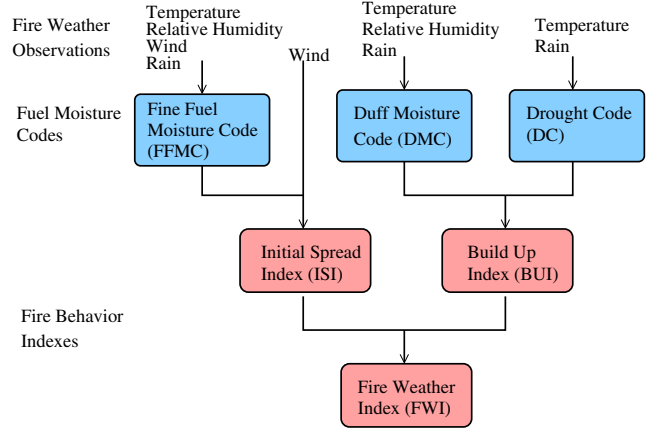 Fire Weather
Observations
Temperature
Relative Humidity
Wind
Rain
Wind
Temperature
Relative Humidity
Rain
Temperature
Rain
Fuel Moisture
Codes
Fine Fuel
Moisture Code
(FFMC)
Duff Moisture
Code (DMC)
Drought Code
(DC)
Initial Spread
Index (ISI)
Build Up
Index (BUI)
Fire Behavior
Indexes
Fire Weather
Index (FWI)